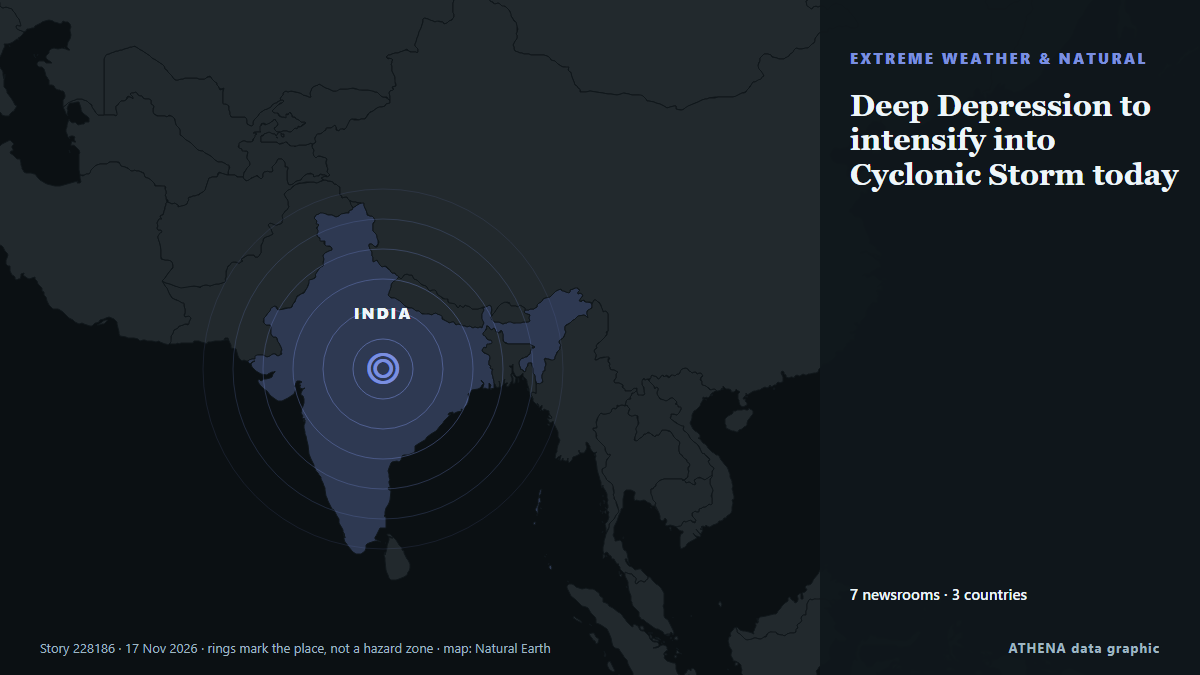 EXTREME WEATHER & NATURAL
Deep Depression to
intensify into
Cyclonic Storm today
INDIA
7 newsrooms · 3 countries
Story 228186 · 17 Nov 2026 · rings mark the place, not a hazard zone · map: Natural Earth
ATHENA data graphic